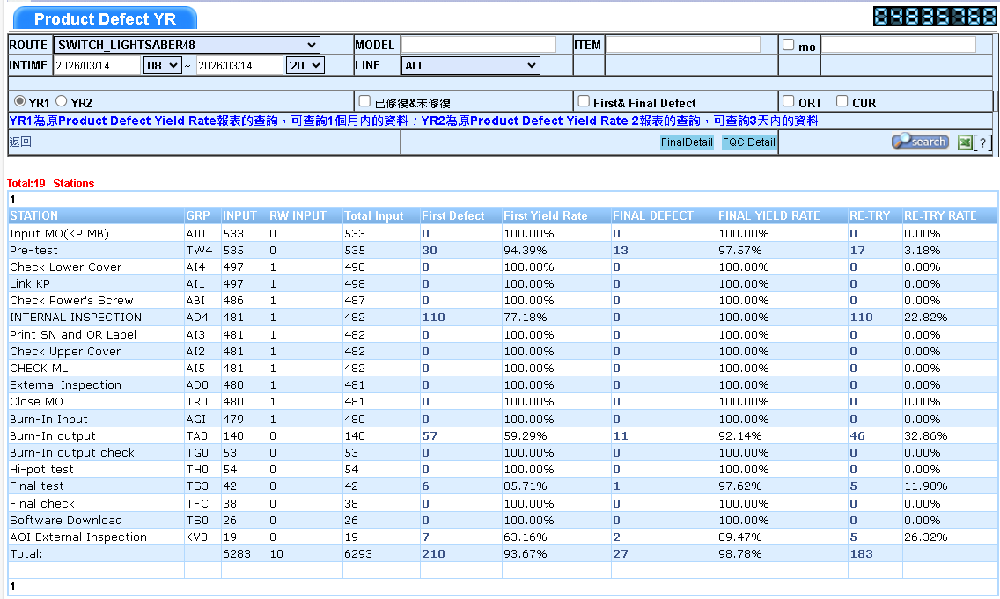 Product Defect YR
ROUTE SWITCH_LIGHTSABER48 MODEL ITEM mo
INTIME 2026/03/14 08 ~ 2026/03/14 20 LINE ALL
YR1 YR2 已修復&未修復 First& Final Defect ORT CUR
YR1為原Product Defect Yield Rate報表的查詢，可查詢1個月內的資料；YR2為原Product Defect Yield Rate 2報表的查詢，可查詢3天內的資料
返回 FinalDetail FQC Detail search [?]
Total:19 Stations
1
STATION GRP INPUT RW INPUT Total Input First Defect First Yield Rate FINAL DEFECT FINAL YIELD RATE RE-TRY RE-TRY RATE
Input MO(KP MB) AI0 533 0 533 0 100.00% 0 100.00% 0 0.00%
Pre-test TW4 535 0 535 30 94.39% 13 97.57% 17 3.18%
Check Lower Cover AI4 497 1 498 0 100.00% 0 100.00% 0 0.00%
Link KP AI1 497 1 498 0 100.00% 0 100.00% 0 0.00%
Check Power's Screw ABI 486 1 487 0 100.00% 0 100.00% 0 0.00%
INTERNAL INSPECTION AD4 481 1 482 110 77.18% 0 100.00% 110 22.82%
Print SN and QR Label AI3 481 1 482 0 100.00% 0 100.00% 0 0.00%
Check Upper Cover AI2 481 1 482 0 100.00% 0 100.00% 0 0.00%
CHECK ML AI5 481 1 482 0 100.00% 0 100.00% 0 0.00%
External Inspection AD0 480 1 481 0 100.00% 0 100.00% 0 0.00%
Close MO TR0 480 1 481 0 100.00% 0 100.00% 0 0.00%
Burn-In Input AGI 479 1 480 0 100.00% 0 100.00% 0 0.00%
Burn-In output TA0 140 0 140 57 59.29% 11 92.14% 46 32.86%
Burn-In output check TG0 53 0 53 0 100.00% 0 100.00% 0 0.00%
Hi-pot test TH0 54 0 54 0 100.00% 0 100.00% 0 0.00%
Final test TS3 42 0 42 6 85.71% 1 97.62% 5 11.90%
Final check TFC 38 0 38 0 100.00% 0 100.00% 0 0.00%
Software Download TS0 26 0 26 0 100.00% 0 100.00% 0 0.00%
AOI External Inspection KV0 19 0 19 7 63.16% 2 89.47% 5 26.32%
Total: 6283 10 6293 210 93.67% 27 98.78% 183
1